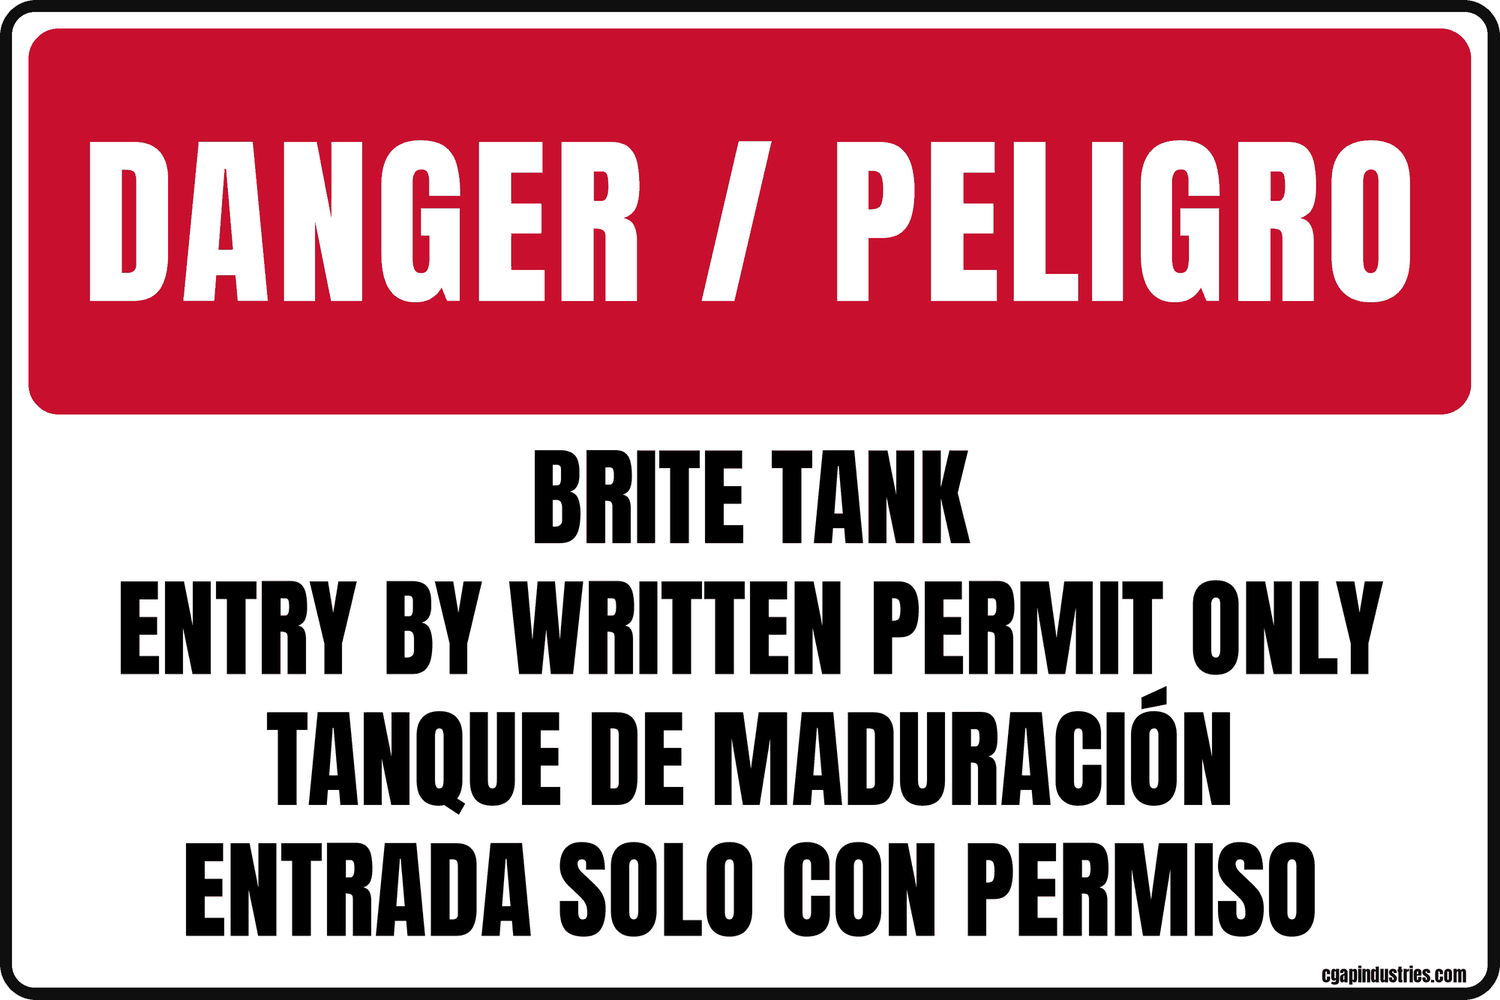 DANGER / PELIGRO
BRITE TANK
ENTRY BY WRITTEN PERMIT ONLY
TANQUE DE MADURACIÓN
ENTRADA SOLO CON PERMISO
cgapindustries.com